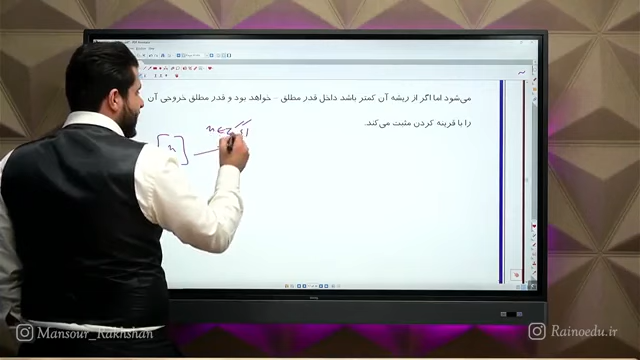 می‌شود اما اگر از ریشه آن کمتر باشد داخل قدر مطلق - خواهد بود و قدر مطلق خروجی آن
را با قرینه کردن مثبت می‌کند.
[x]
Mansour_Rakhshan
Rainoedu.ir